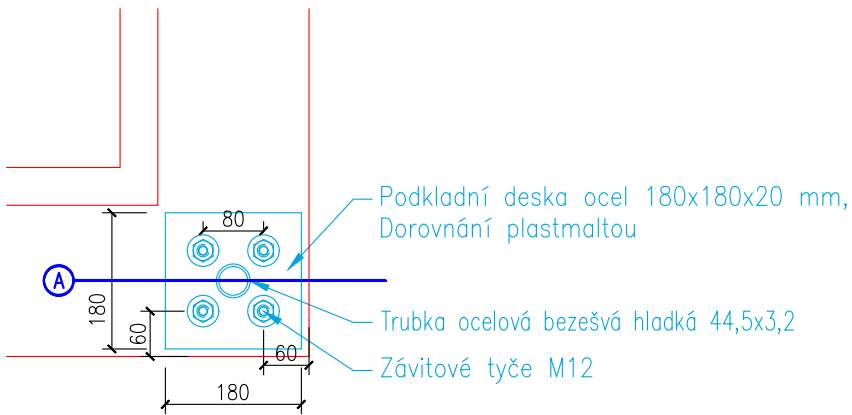 Podkladní deska ocel 180x180x20 mm,
80
Dorovnání plastmaltou
A
180
60
Trubka ocelová bezešvá hladká 44,5x3,2
60
Závitové tyče M12
180